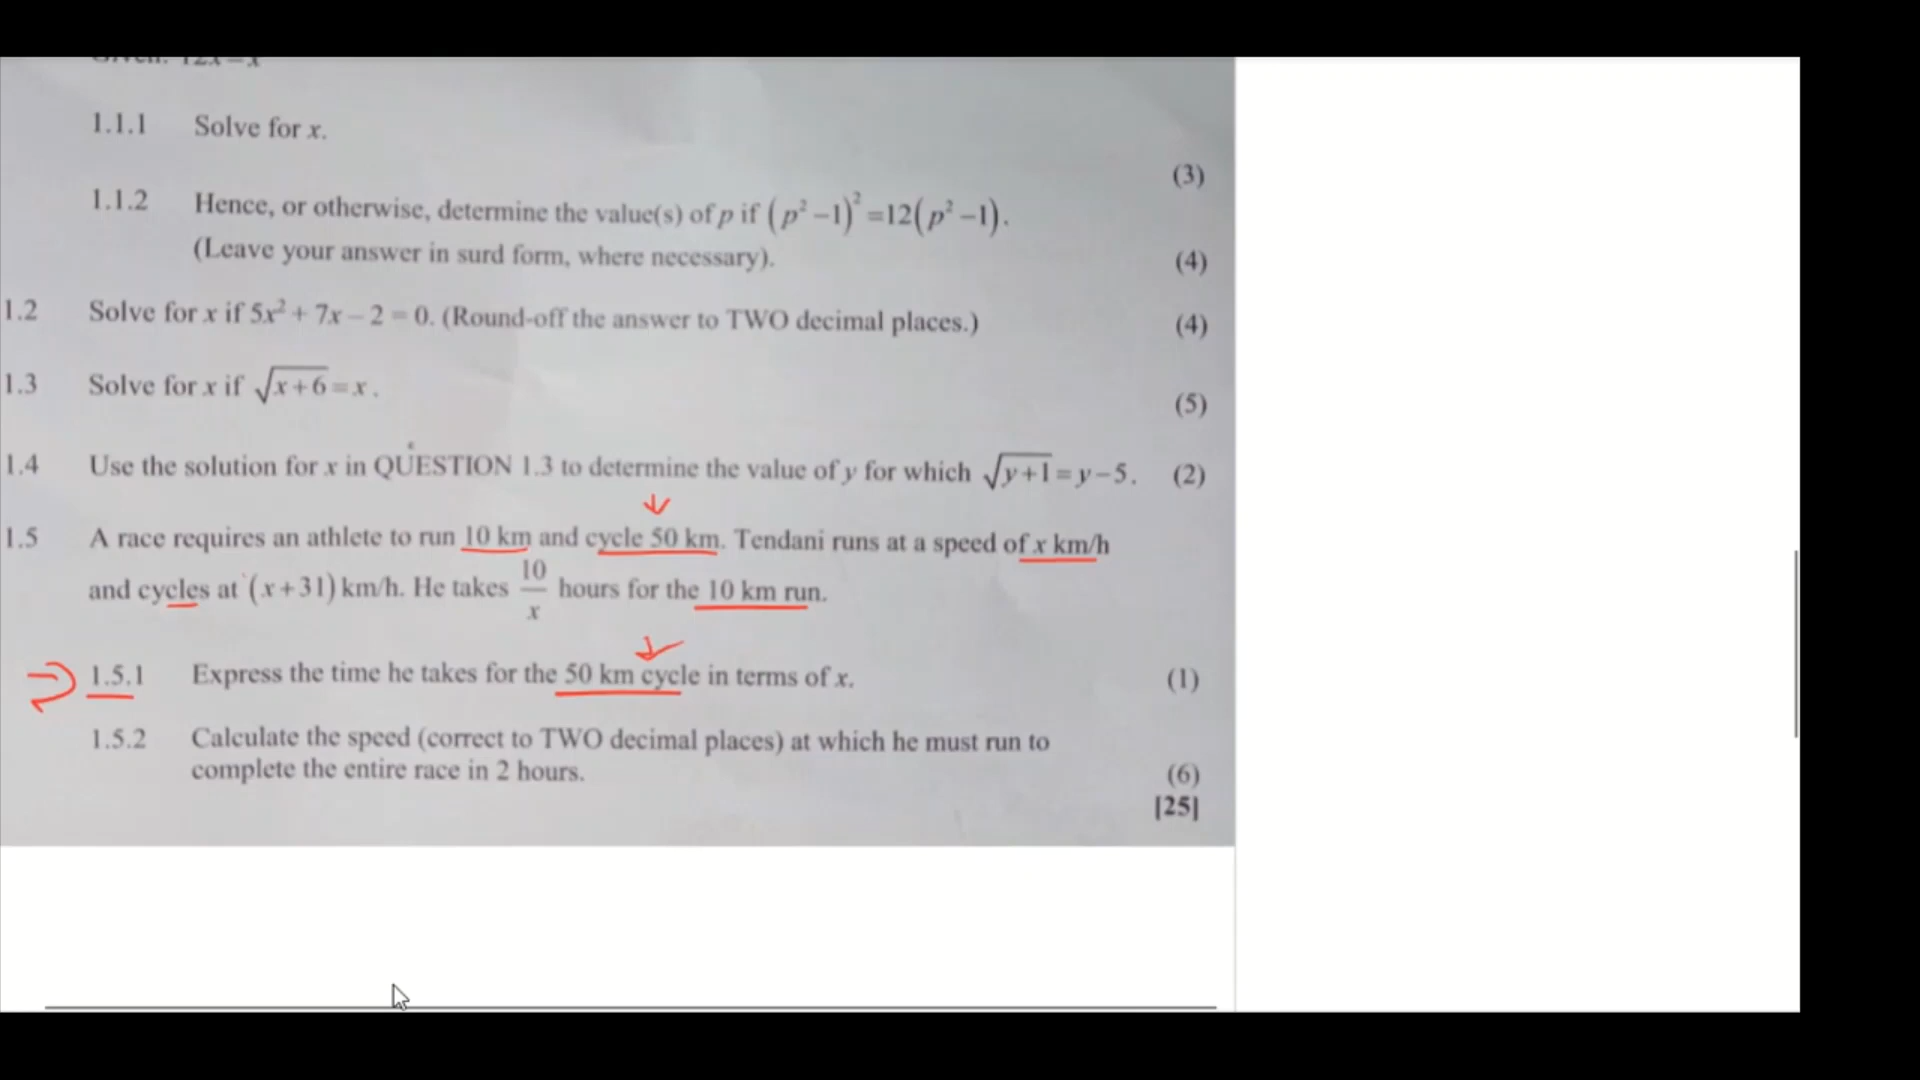 1.1.1 Solve for x.
(3)
1.1.2 Hence, or otherwise, determine the value(s) of p if (p² – 1)² = 12(p² – 1).
(Leave your answer in surd form, where necessary). (4)
1.2 Solve for x if 5x² + 7x – 2 = 0. (Round-off the answer to TWO decimal places.) (4)
1.3 Solve for x if √(x+6) = x.
(5)
1.4 Use the solution for x in QUESTION 1.3 to determine the value of y for which √(y+1) = y – 5. (2)
1.5 A race requires an athlete to run 10 km and cycle 50 km. Tendani runs at a speed of x km/h
and cycles at (x + 31) km/h. He takes 10/x hours for the 10 km run.
1.5.1 Express the time he takes for the 50 km cycle in terms of x. (1)
1.5.2 Calculate the speed (correct to TWO decimal places) at which he must run to
complete the entire race in 2 hours.
(6)
[25]